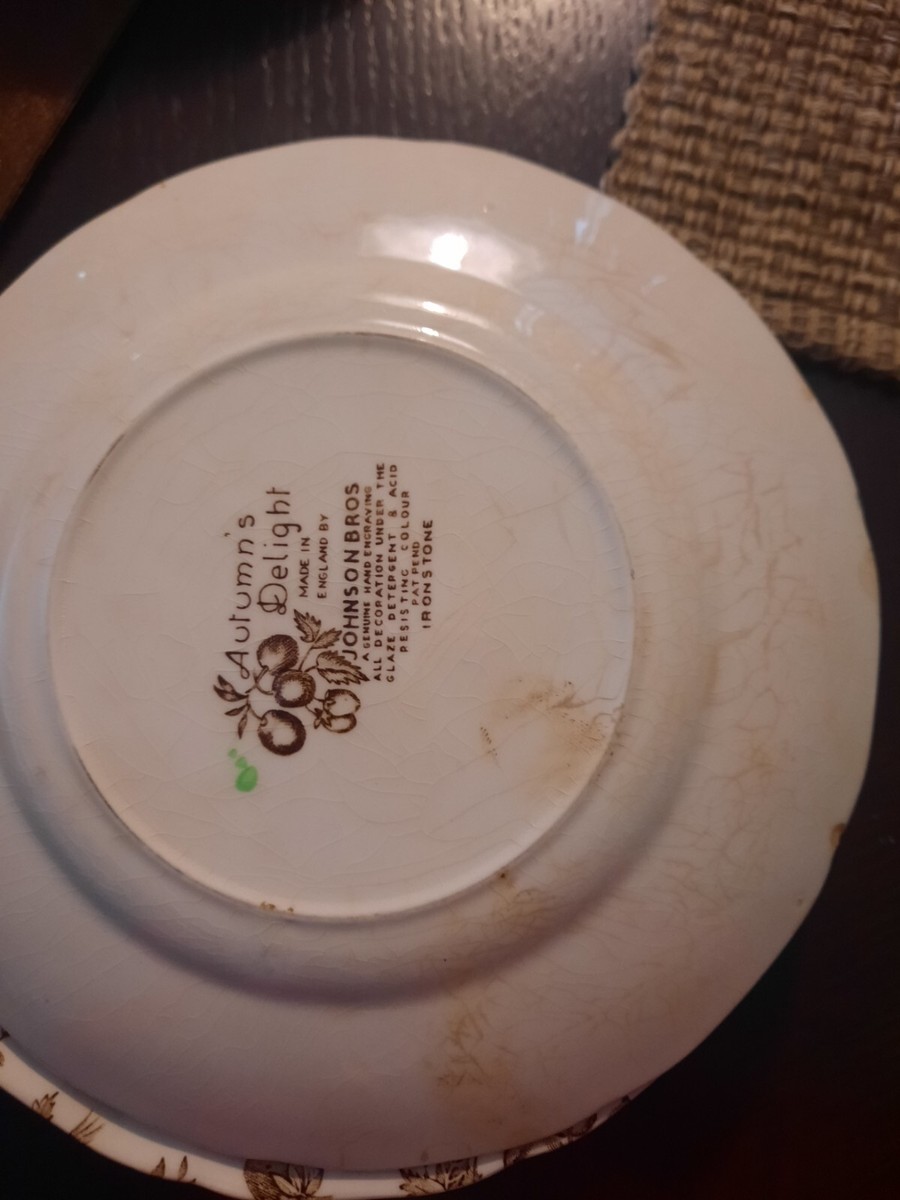 Autumn's
Delight
MADE IN
ENGLAND BY
JOHNSON BROS
A GENUINE HAND ENGRAVING
ALL DECORATION UNDER THE
GLAZE DETERGENT & ACID
RESISTING COLOUR
PAT PEND
IRONSTONE